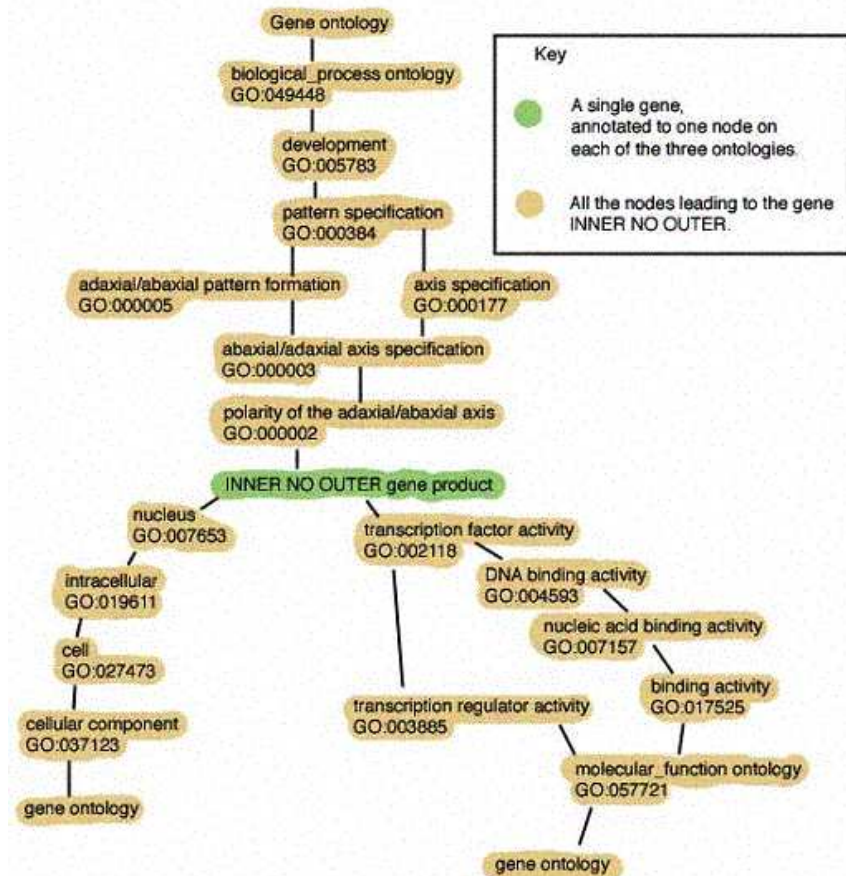 Gene ontology
biological_process ontology
GO:049448
development
GO:005783
pattern specification
GO:000384
adaxial/abaxial pattern formation
GO:000005
axis specification
GO:000177
abaxial/adaxial axis specification
GO:000003
polarity of the adaxial/abaxial axis
GO:000002
INNER NO OUTER gene product
nucleus
GO:007653
intracellular
GO:019611
cell
GO:027473
cellular component
GO:037123
gene ontology
transcription factor activity
GO:002118
DNA binding activity
GO:004593
nucleic acid binding activity
GO:007157
binding activity
GO:017525
transcription regulator activity
GO:003885
molecular_function ontology
GO:057721
gene ontology
Key
A single gene,
annotated to one node on
each of the three ontologies.
All the nodes leading to the gene
INNER NO OUTER.